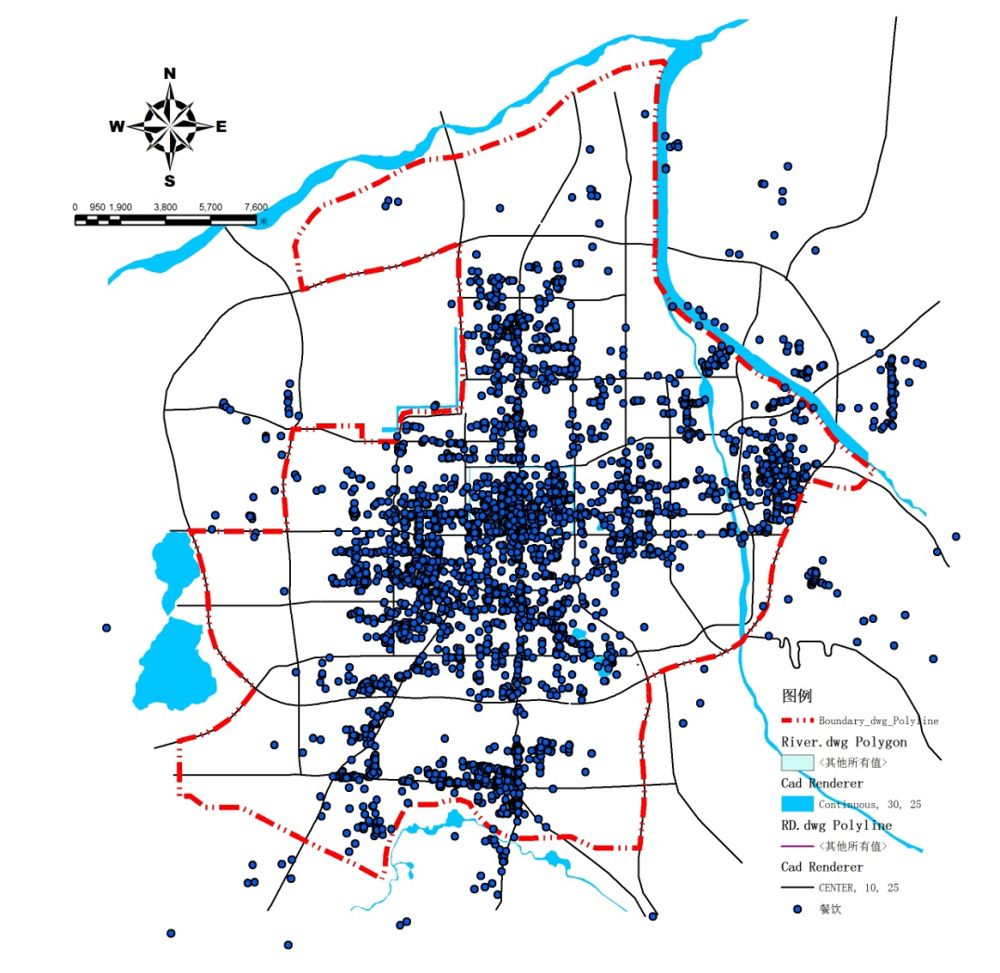 N
W E
S
0 950 1,900 3,800 5,700 7,600
米
图例
Boundary_dwg_Polyline
River.dwg Polygon
<其他所有值>
Cad Renderer
Continuous, 30, 25
RD.dwg Polyline
<其他所有值>
Cad Renderer
CENTER, 10, 25
餐饮